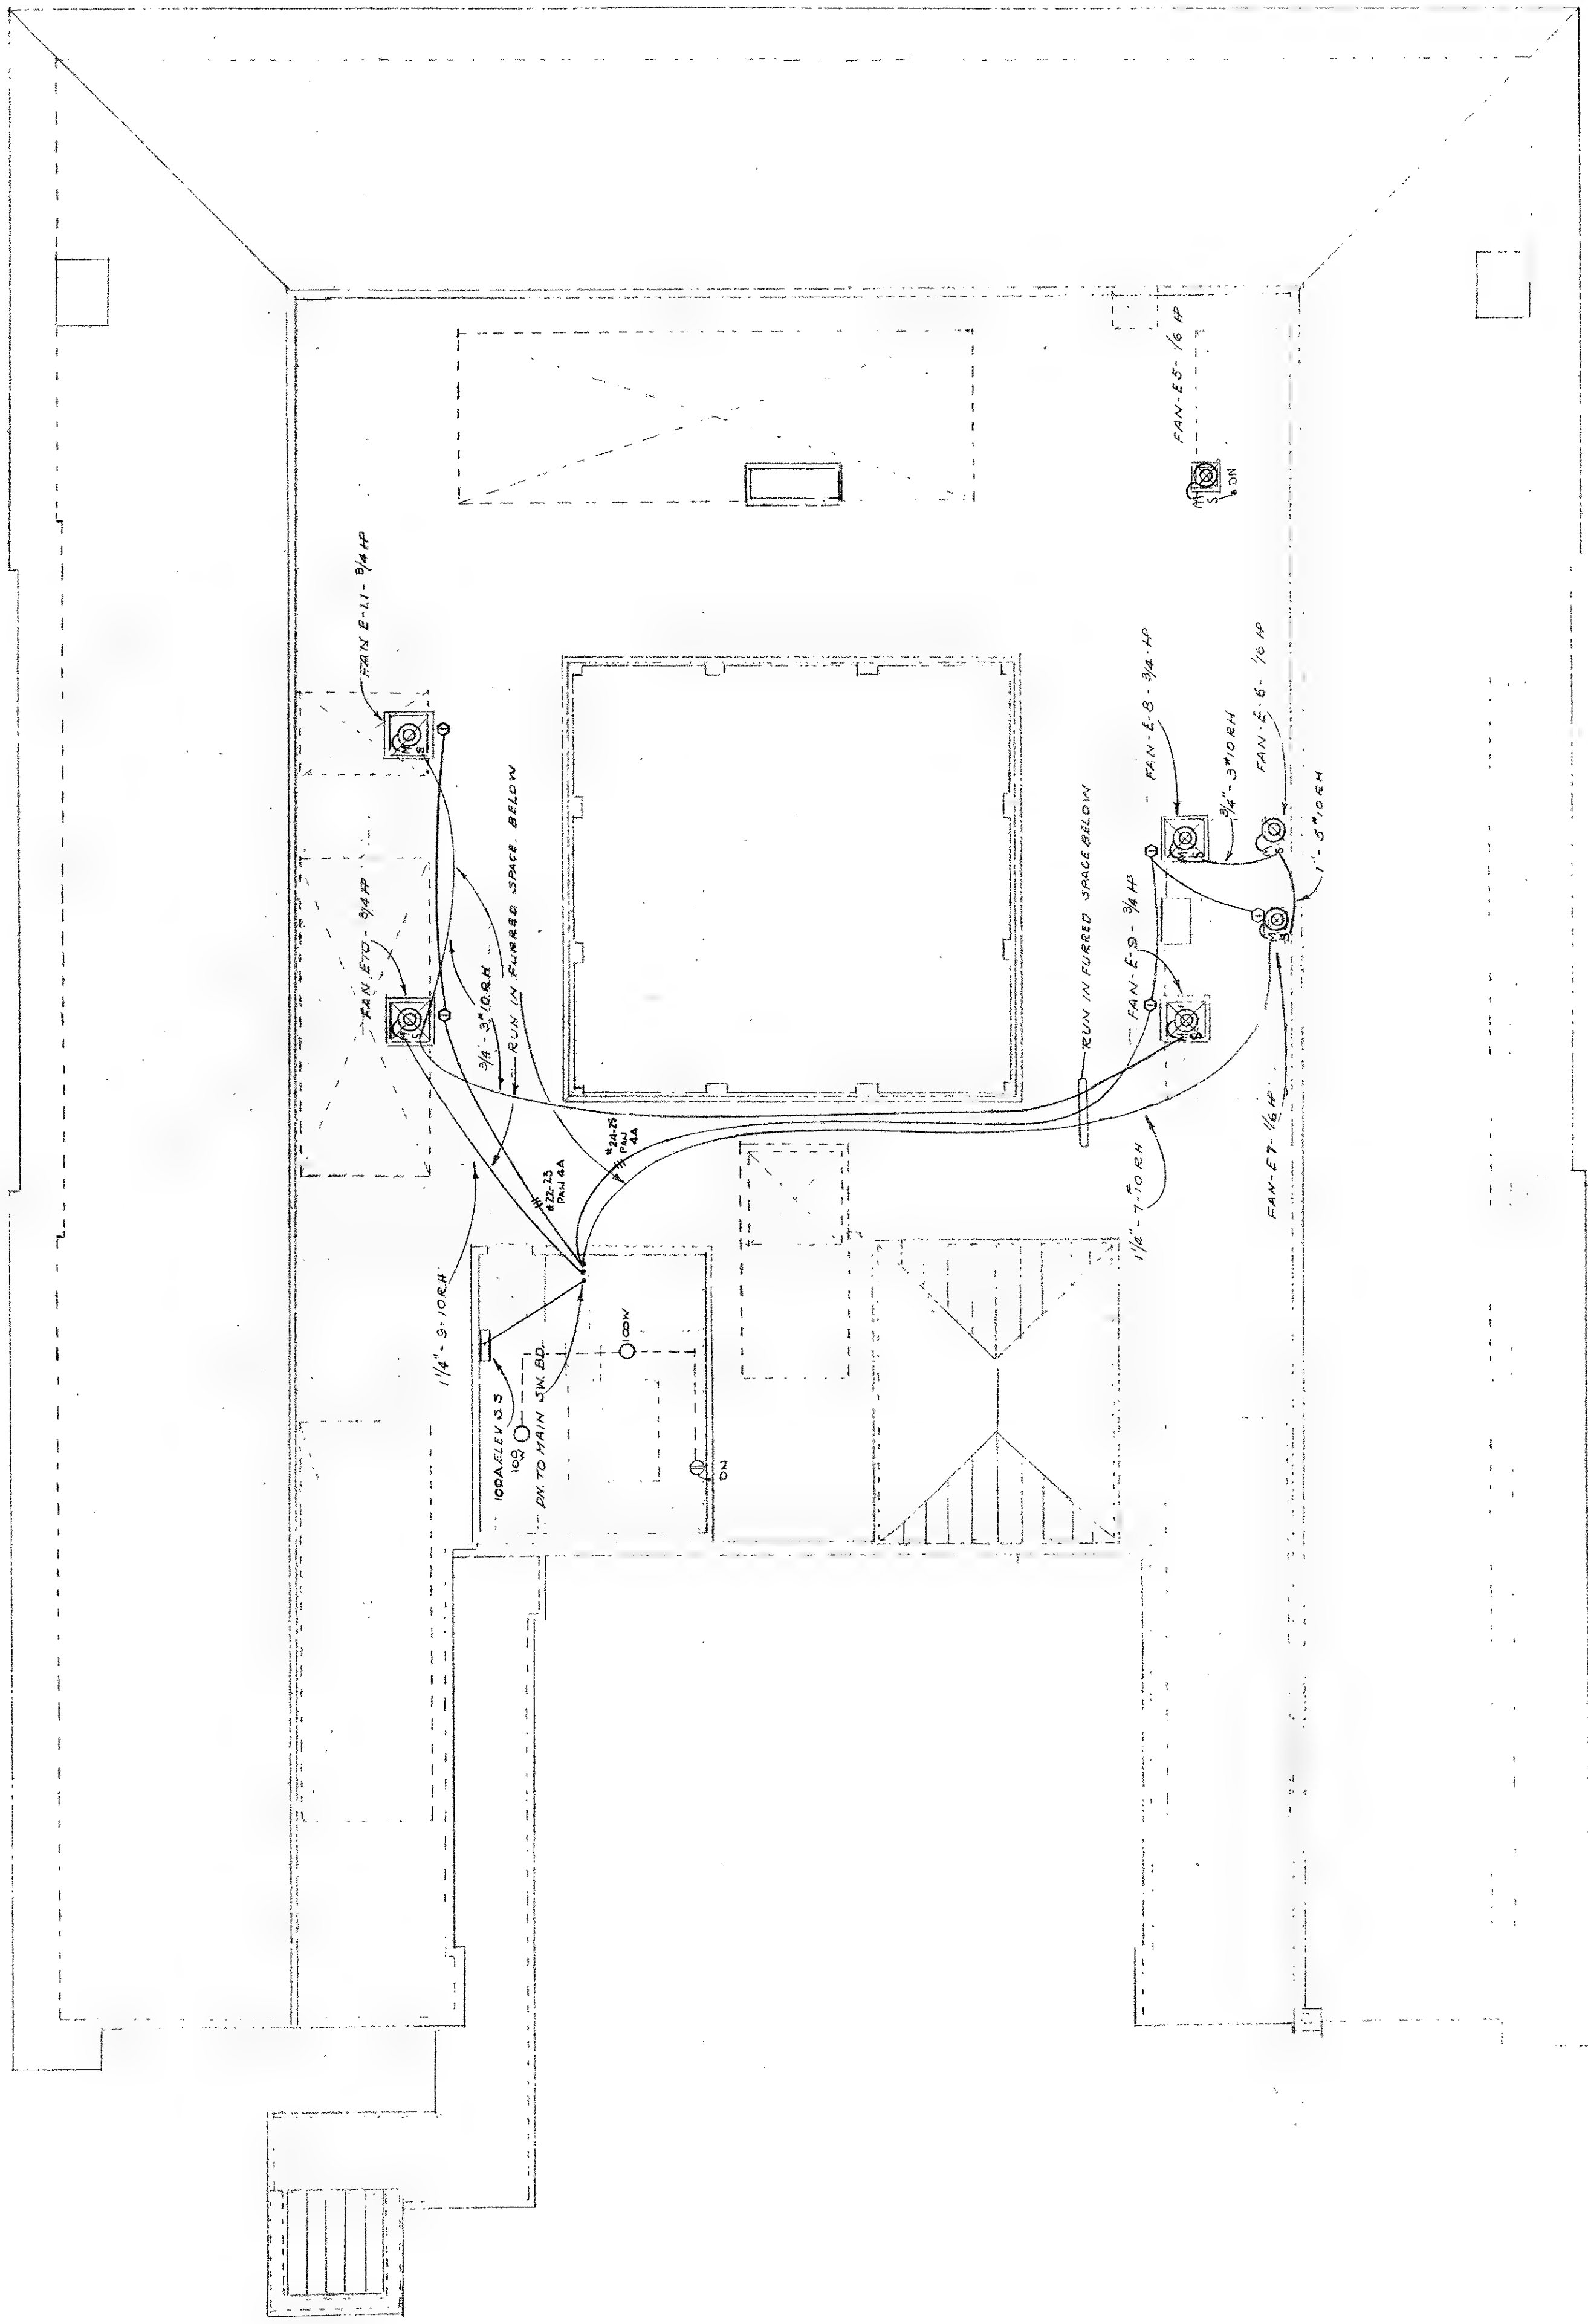 FAN-E5- 1/6 HP
M
S
DN
FAN E-11- 3/4 HP
M
S
FAN E10 - 3/4 HP
M
S
3/4" - 3#10 RH
RUN IN FURRED SPACE. BELOW
FAN-E-8- 3/4-HP
M
S
3/4"-3#10 RH
FAN-E-6- 1/6 HP
M
S
1"-5#10 RH
RUN IN FURRED SPACE BELOW
FAN-E-9- 3/4 HP
M
S
M
S
FAN-E7- 1/6 HP
1 1/4"-7-#10 RH
#24-25
PAN
4A
#22-23
PAN 4A
1 1/4" - 9-10RH
100A ELEV S.S
100
W
100W
DN. TO MAIN SW. BD.
DN